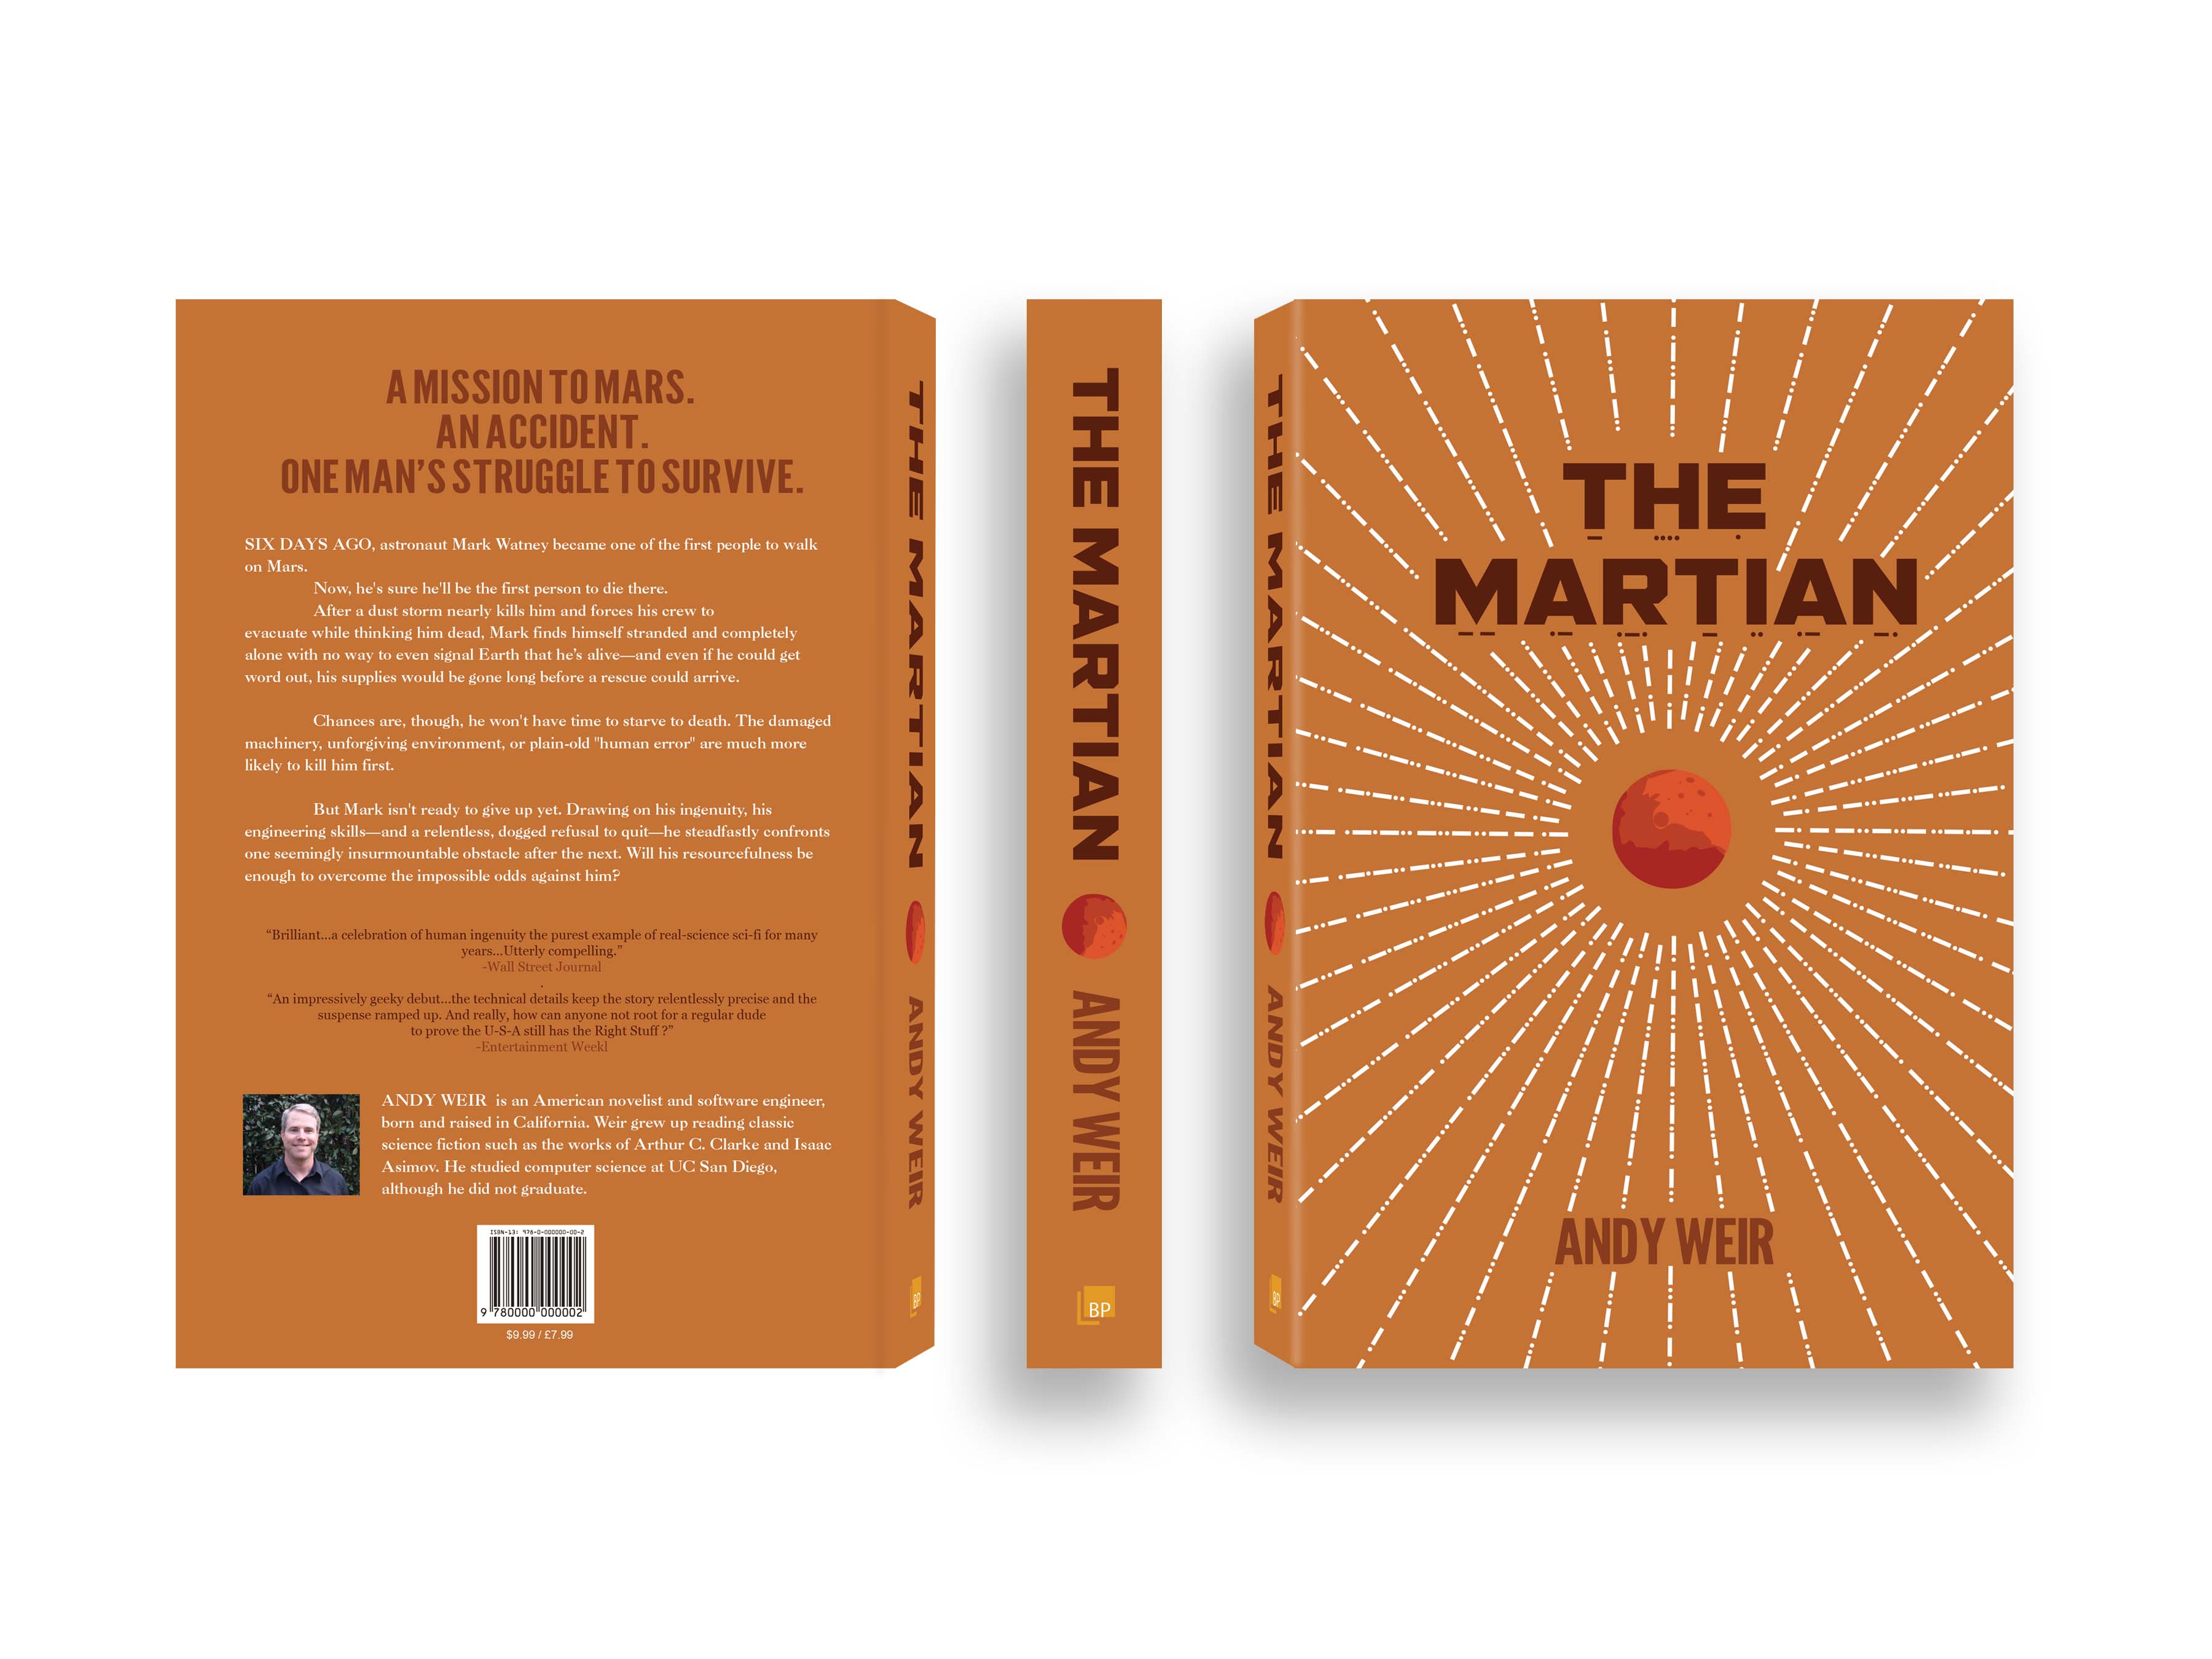 A MISSION TO MARS.
AN ACCIDENT.
ONE MAN’S STRUGGLE TO SURVIVE.
SIX DAYS AGO, astronaut Mark Watney became one of the first people to walk
on Mars.
Now, he's sure he'll be the first person to die there.
After a dust storm nearly kills him and forces his crew to
evacuate while thinking him dead, Mark finds himself stranded and completely
alone with no way to even signal Earth that he’s alive—and even if he could get
word out, his supplies would be gone long before a rescue could arrive.
Chances are, though, he won't have time to starve to death. The damaged
machinery, unforgiving environment, or plain-old "human error" are much more
likely to kill him first.
But Mark isn't ready to give up yet. Drawing on his ingenuity, his
engineering skills—and a relentless, dogged refusal to quit—he steadfastly confronts
one seemingly insurmountable obstacle after the next. Will his resourcefulness be
enough to overcome the impossible odds against him?
“Brilliant...a celebration of human ingenuity the purest example of real-science sci-fi for many
years...Utterly compelling.”
-Wall Street Journal
.
“An impressively geeky debut...the technical details keep the story relentlessly precise and the
suspense ramped up. And really, how can anyone not root for a regular dude
to prove the U-S-A still has the Right Stuff ?”
-Entertainment Weekl
ANDY WEIR is an American novelist and software engineer,
born and raised in California. Weir grew up reading classic
science fiction such as the works of Arthur C. Clarke and Isaac
Asimov. He studied computer science at UC San Diego,
although he did not graduate.
ISBN-13: 978-0-000000-00-2
9 780000 000002
$9.99 / £7.99
THE MARTIAN
ANDY WEIR
BP
THE MARTIAN
ANDY WEIR
BP
THE MARTIAN
ANDY WEIR
BP
THE
MARTIAN
ANDY WEIR